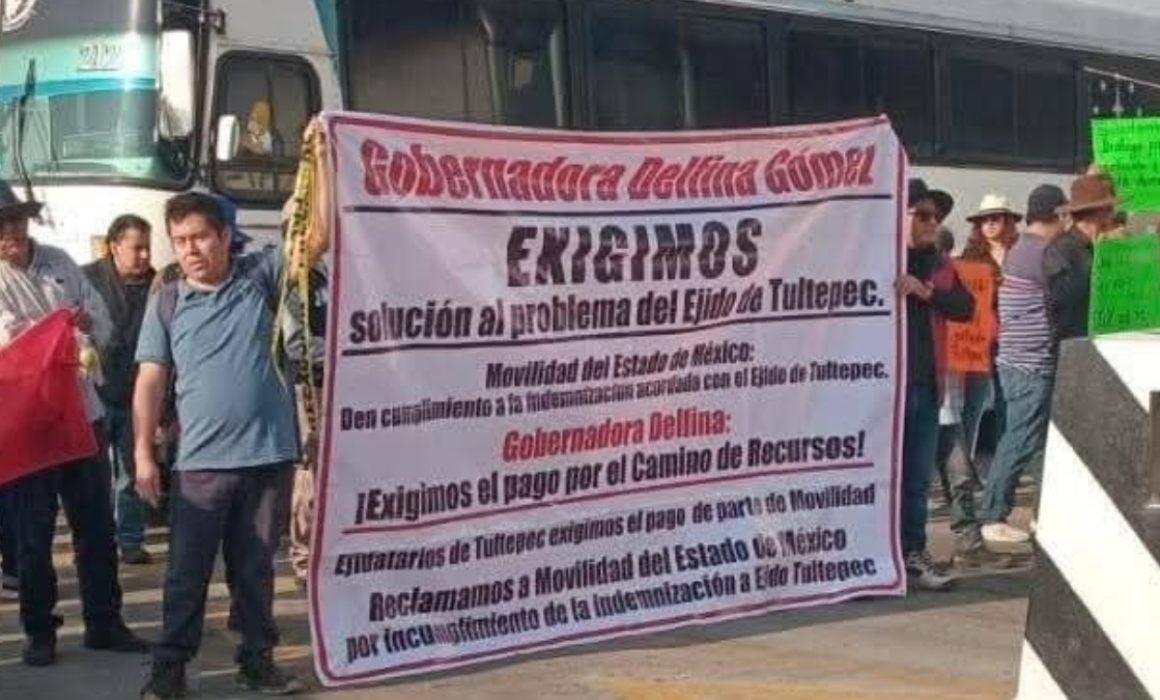 Gobernadora Delfina Gómez
EXIGIMOS
solución al problema del Ejido de Tultepec.
Movilidad del Estado de México:
Den cumplimiento a la indemnización acordada con el Ejido de Tultepec.
Gobernadora Delfina:
¡Exigimos el pago por el Camino de Recursos!
Ejidatarios de Tultepec exigimos el pago de parte de Movilidad
Reclamamos a Movilidad del Estado de México
por incumplimiento de la indemnización a Ejido Tultepec